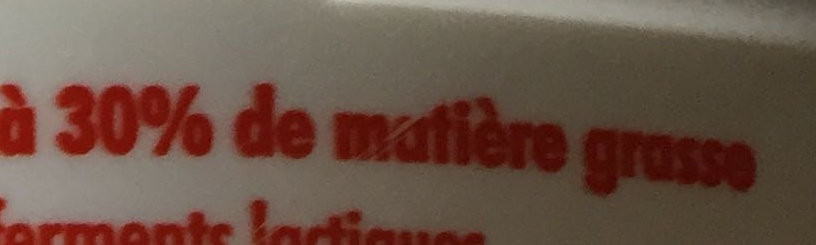 à 30% de matière grasse
ferments lactiques